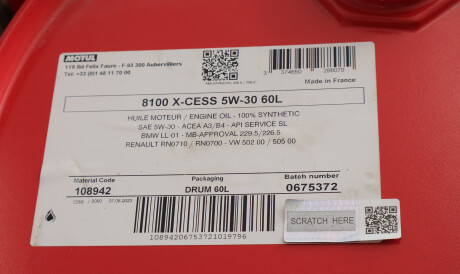 MOTUL
119 Bd Felix Faure - F-93 300 Aubervilliers
Tel: +33 (0)1 48 11 70 00
Made in France
8100 X-CESS 5W-30 60L
HUILE MOTEUR / ENGINE OIL - 100% SYNTHETIC
SAE 5W-30 - ACEA A3/B4 - API SERVICE SL
BMW LL-01 - MB-APPROVAL 229.5/226.5
RENAULT RN0710 / RN0700 - VW 502 00 / 505 00
Material Code Packaging Batch number
108942 DRUM 60L 0675372
SCRATCH HERE
10894206753721019796